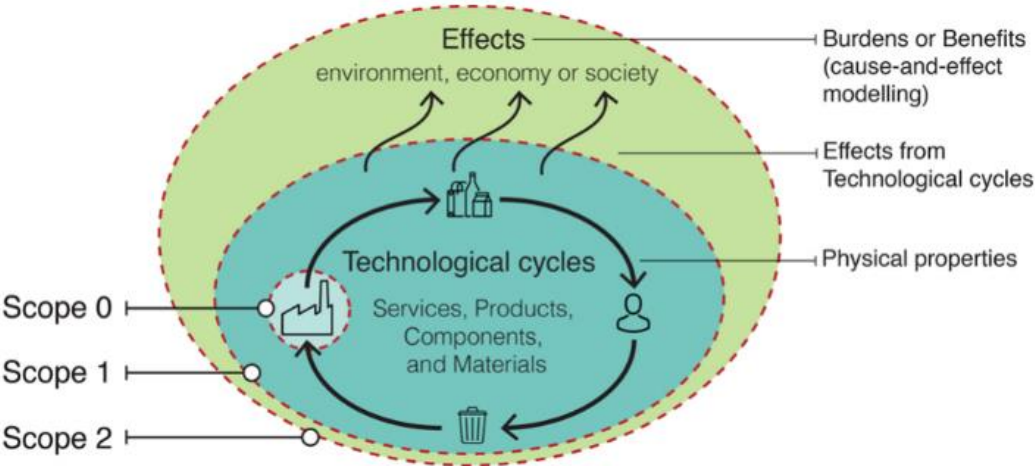 Effects
environment, economy or society
Burdens or Benefits
(cause-and-effect
modelling)
Effects from
Technological cycles
Physical properties
Technological cycles
Services, Products,
Components,
and Materials
Scope 0
Scope 1
Scope 2